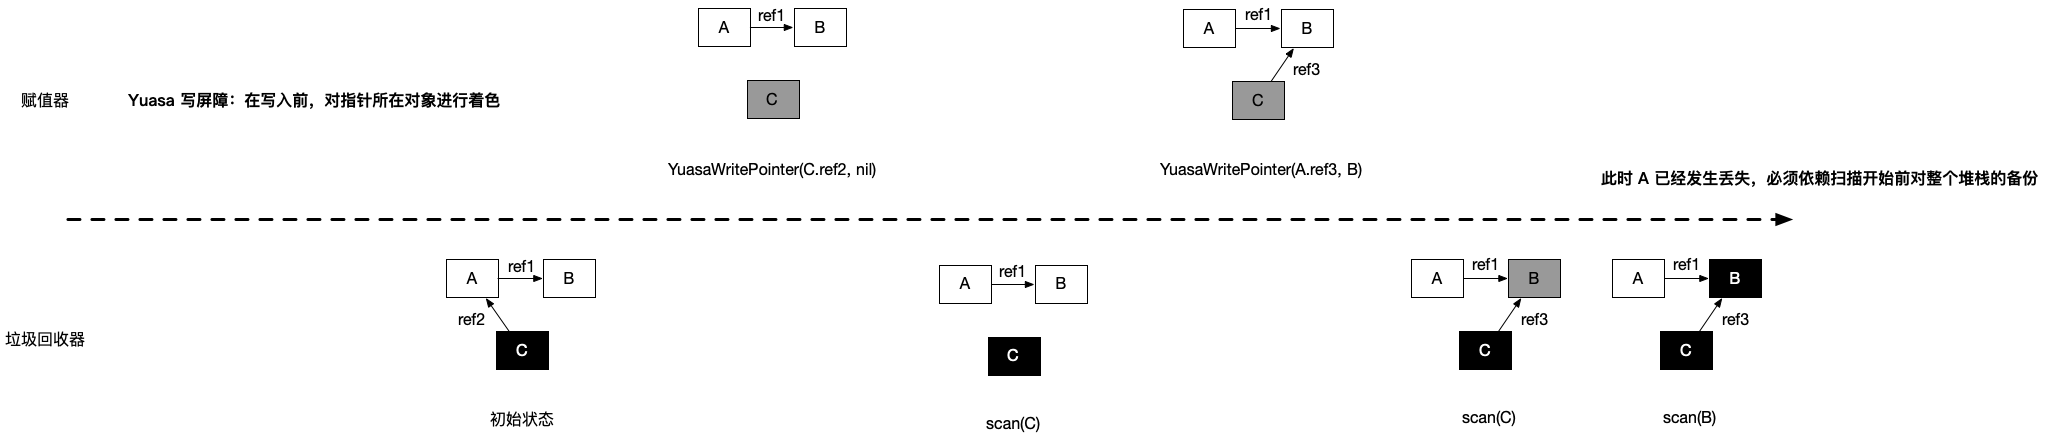 A ref1 B
A ref1 B
ref3
赋值器
Yuasa 写屏障：在写入前，对指针所在对象进行着色
C
C
YuasaWritePointer(C.ref2, nil)
YuasaWritePointer(A.ref3, B)
此时 A 已经发生丢失，必须依赖扫描开始前对整个堆栈的备份
A ref1 B
A ref1 B
A ref1 B
A ref1 B
ref2
ref3
ref3
垃圾回收器
C
C
C
C
初始状态
scan(C)
scan(C)
scan(B)